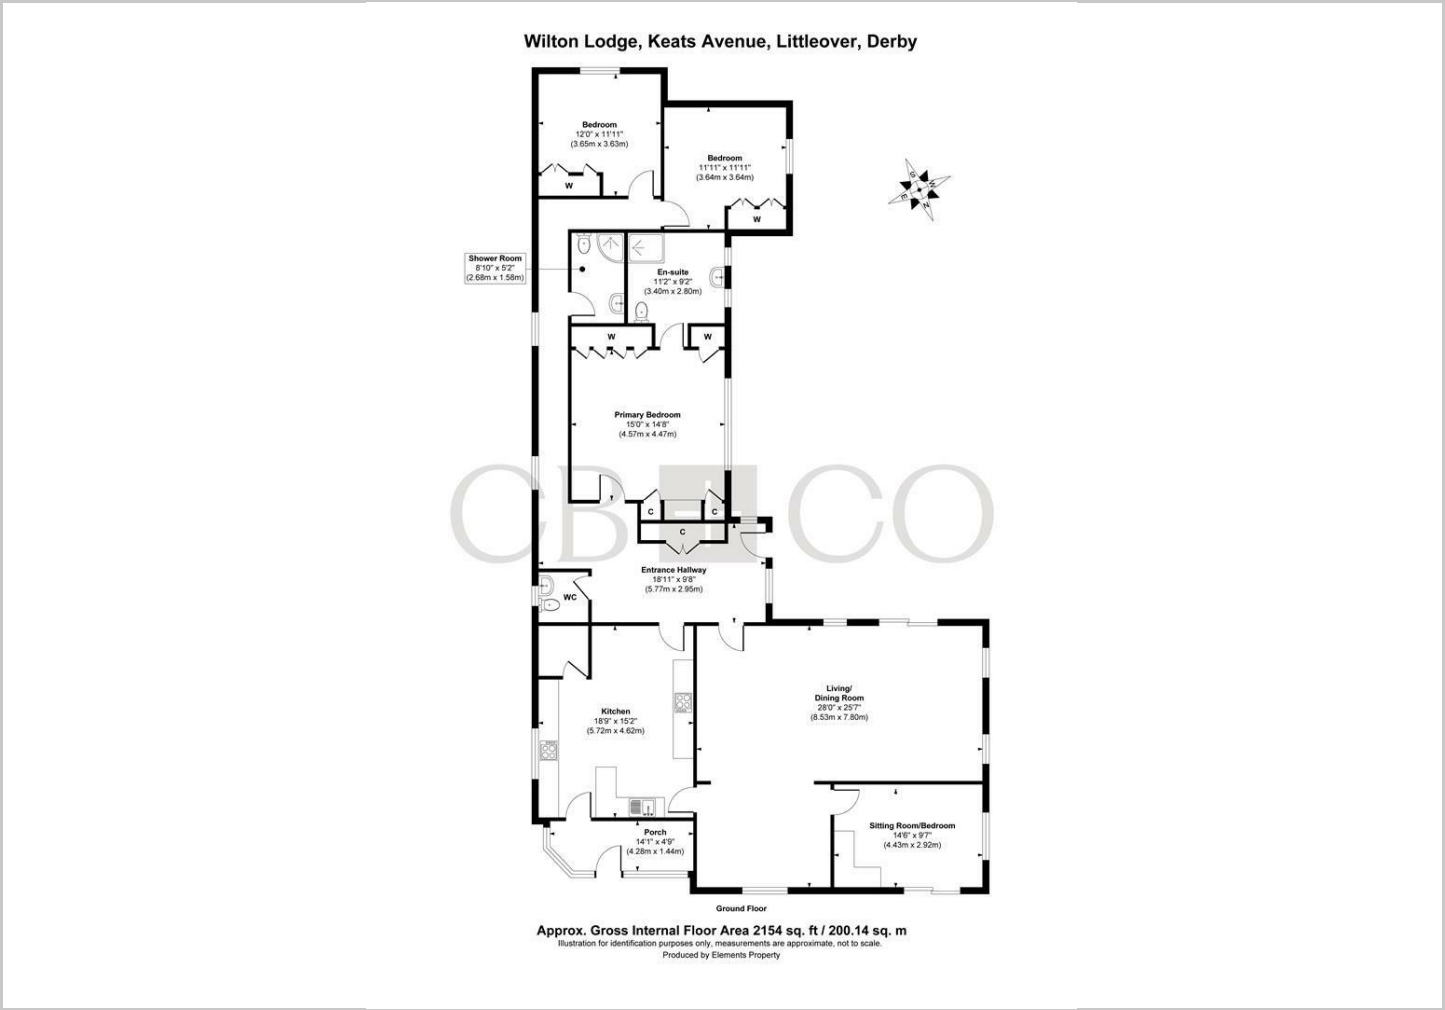 Wilton Lodge, Keats Avenue, Littleover, Derby
Bedroom
12'0" x 11'11"
(3.65m x 3.63m)
W
Bedroom
11'11" x 11'11"
(3.64m x 3.64m)
W
S
W
E
N
Shower Room
8'10" x 5'2"
(2.68m x 1.58m)
En-suite
11'2" x 9'2"
(3.40m x 2.80m)
W
W
Primary Bedroom
15'0" x 14'8"
(4.57m x 4.47m)
CB CO
C
C
C
Entrance Hallway
18'11" x 9'8"
(5.77m x 2.95m)
WC
Living/
Dining Room
28'0" x 25'7"
(8.53m x 7.80m)
Kitchen
18'9" x 15'2"
(5.72m x 4.62m)
Porch
14'1" x 4'9"
(4.28m x 1.44m)
Sitting Room/Bedroom
14'6" x 9'7"
(4.43m x 2.92m)
Ground Floor
Approx. Gross Internal Floor Area 2154 sq. ft / 200.14 sq. m
Illustration for identification purposes only, measurements are approximate, not to scale.
Produced by Elements Property